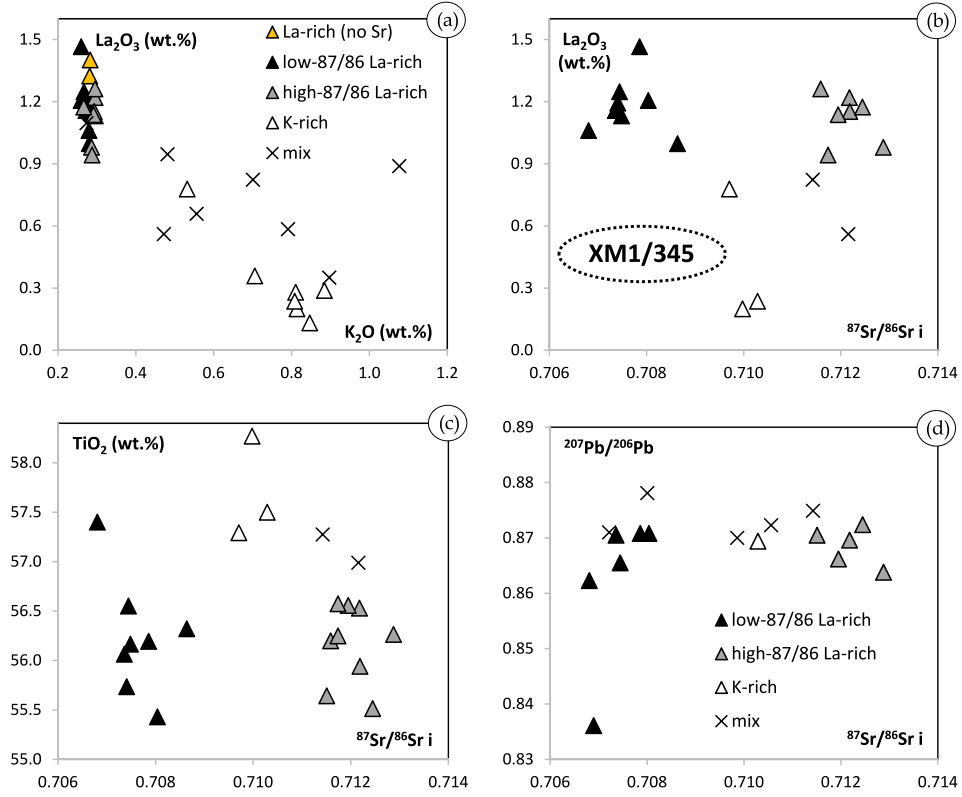 (a)
La₂O₃ (wt.%)
La-rich (no Sr)
low-87/86 La-rich
high-87/86 La-rich
K-rich
mix
1.5
1.2
0.9
0.6
0.3
0.0
K₂O (wt.%)
0.2 0.4 0.6 0.8 1.0 1.2
(b)
La₂O₃
(wt.%)
1.5
1.2
0.9
0.6
0.3
0.0
XM1/345
⁸⁷Sr/⁸⁶Sr i
0.706 0.708 0.710 0.712 0.714
(c)
TiO₂ (wt.%)
58.0
57.5
57.0
56.5
56.0
55.5
55.0
⁸⁷Sr/⁸⁶Sr i
0.706 0.708 0.710 0.712 0.714
(d)
²⁰⁷Pb/²⁰⁶Pb
0.89
0.88
0.87
0.86
0.85
0.84
0.83
low-87/86 La-rich
high-87/86 La-rich
K-rich
mix
⁸⁷Sr/⁸⁶Sr i
0.706 0.708 0.710 0.712 0.714